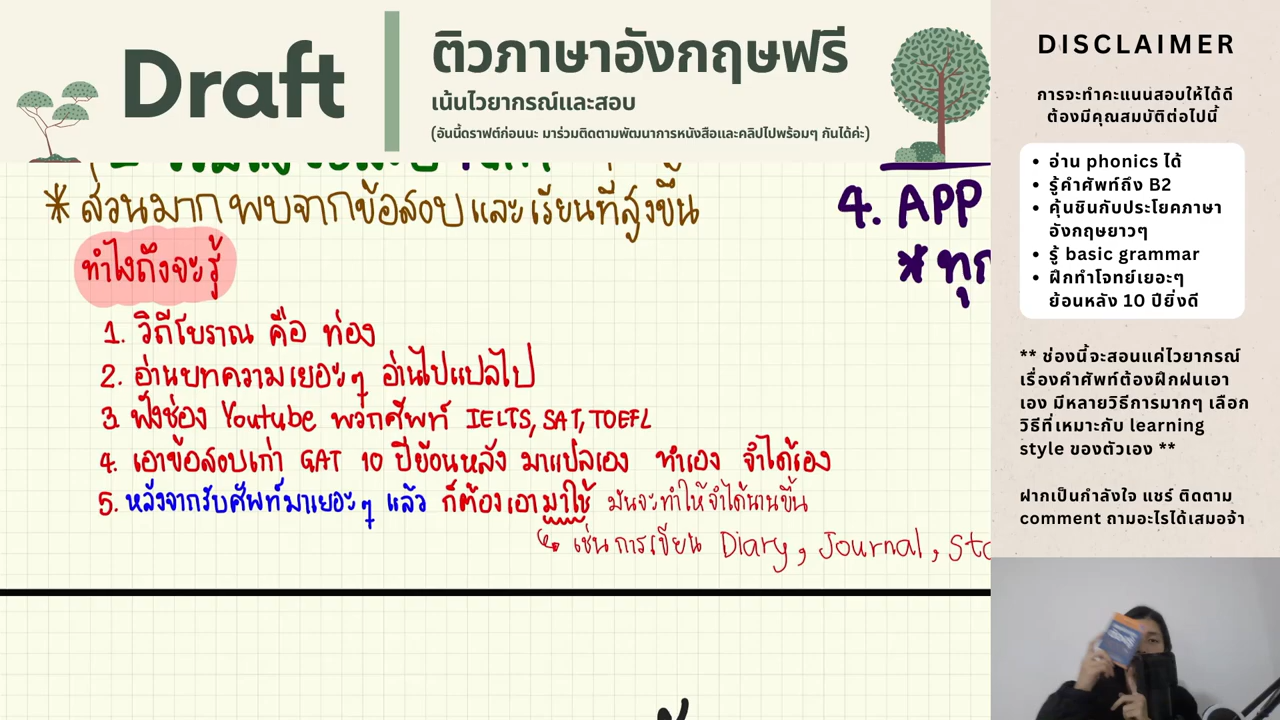 Draft
ติวภาษาอังกฤษฟรี
เน้นไวยากรณ์และสอบ
(อันนี้ดราฟต์ก่อนนะ มาร่วมติดตามพัฒนาการหนังสือและคลิปไปพร้อมๆ กันได้ค่ะ)
* ส่วนมาก พบจากข้อสอบ และ เรียนที่สูงขึ้น
ทำไงถึงจะรู้
1. วิถีโบราณ คือ ท่อง
2. อ่านบทความเยอะๆ อ่านไปแปลไป
3. ฟังช่อง Youtube พวกศัพท์ IELTS, SAT, TOEFL
4. เอาข้อสอบเก่า GAT 10 ปีย้อนหลัง มาแปลเอง ทำเอง จำได้เอง
5. หลังจากรับศัพท์มาเยอะๆ แล้ว ก็ต้องเอามาใช้ มันจะทำให้จำได้นานขึ้น
เช่น การเขียน Diary, Journal,
4. APP
*
DISCLAIMER
การจะทำคะแนนสอบให้ได้ดี
ต้องมีคุณสมบัติต่อไปนี้
• อ่าน phonics ได้
• รู้คำศัพท์ถึง B2
• คุ้นชินกับประโยคภาษา
อังกฤษยาวๆ
• รู้ basic grammar
• ฝึกทำโจทย์เยอะๆ
ย้อนหลัง 10 ปียิ่งดี
** ช่องนี้จะสอนแค่ไวยากรณ์
เรื่องคำศัพท์ต้องฝึกฝนเอา
เอง มีหลายวิธีการมากๆ เลือก
วิธีที่เหมาะกับ learning
style ของตัวเอง **
ฝากเป็นกำลังใจ แชร์ ติดตาม
comment ถามอะไรได้เสมอจ้า